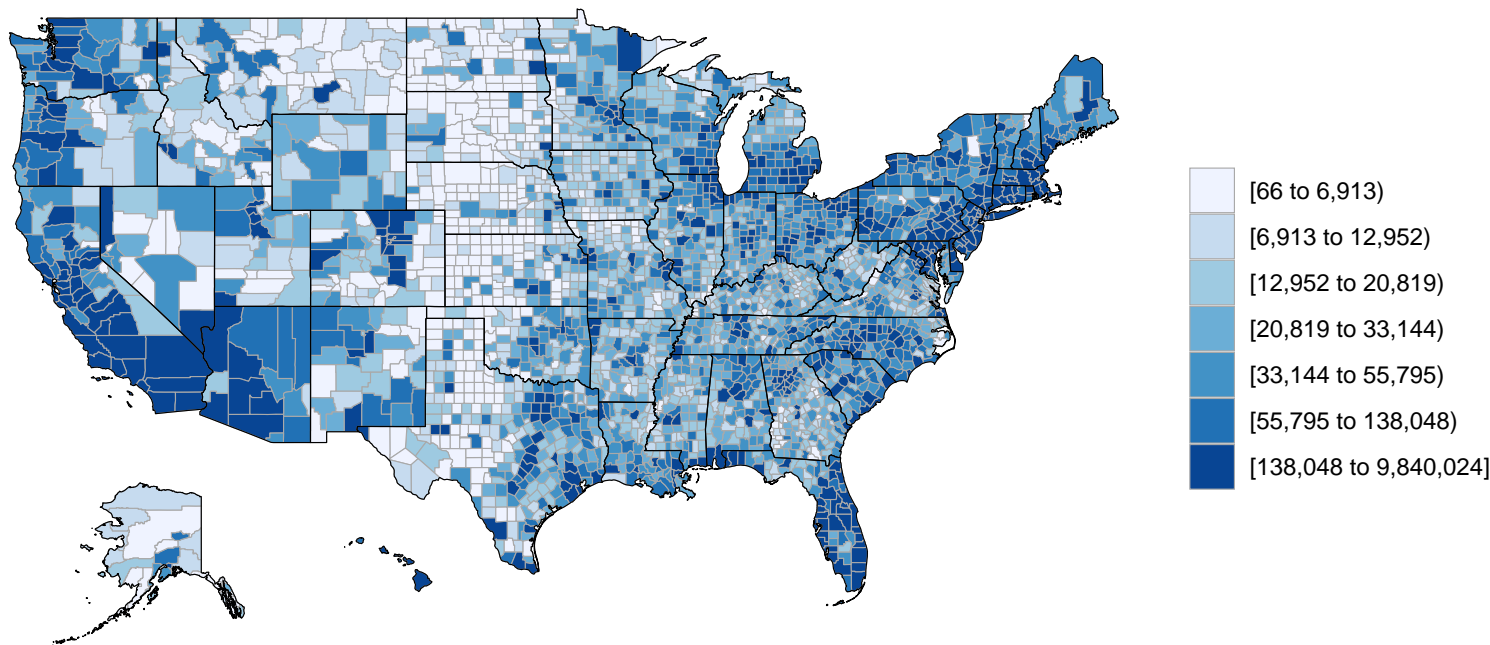 [66 to 6,913)
[6,913 to 12,952)
[12,952 to 20,819)
[20,819 to 33,144)
[33,144 to 55,795)
[55,795 to 138,048)
[138,048 to 9,840,024]